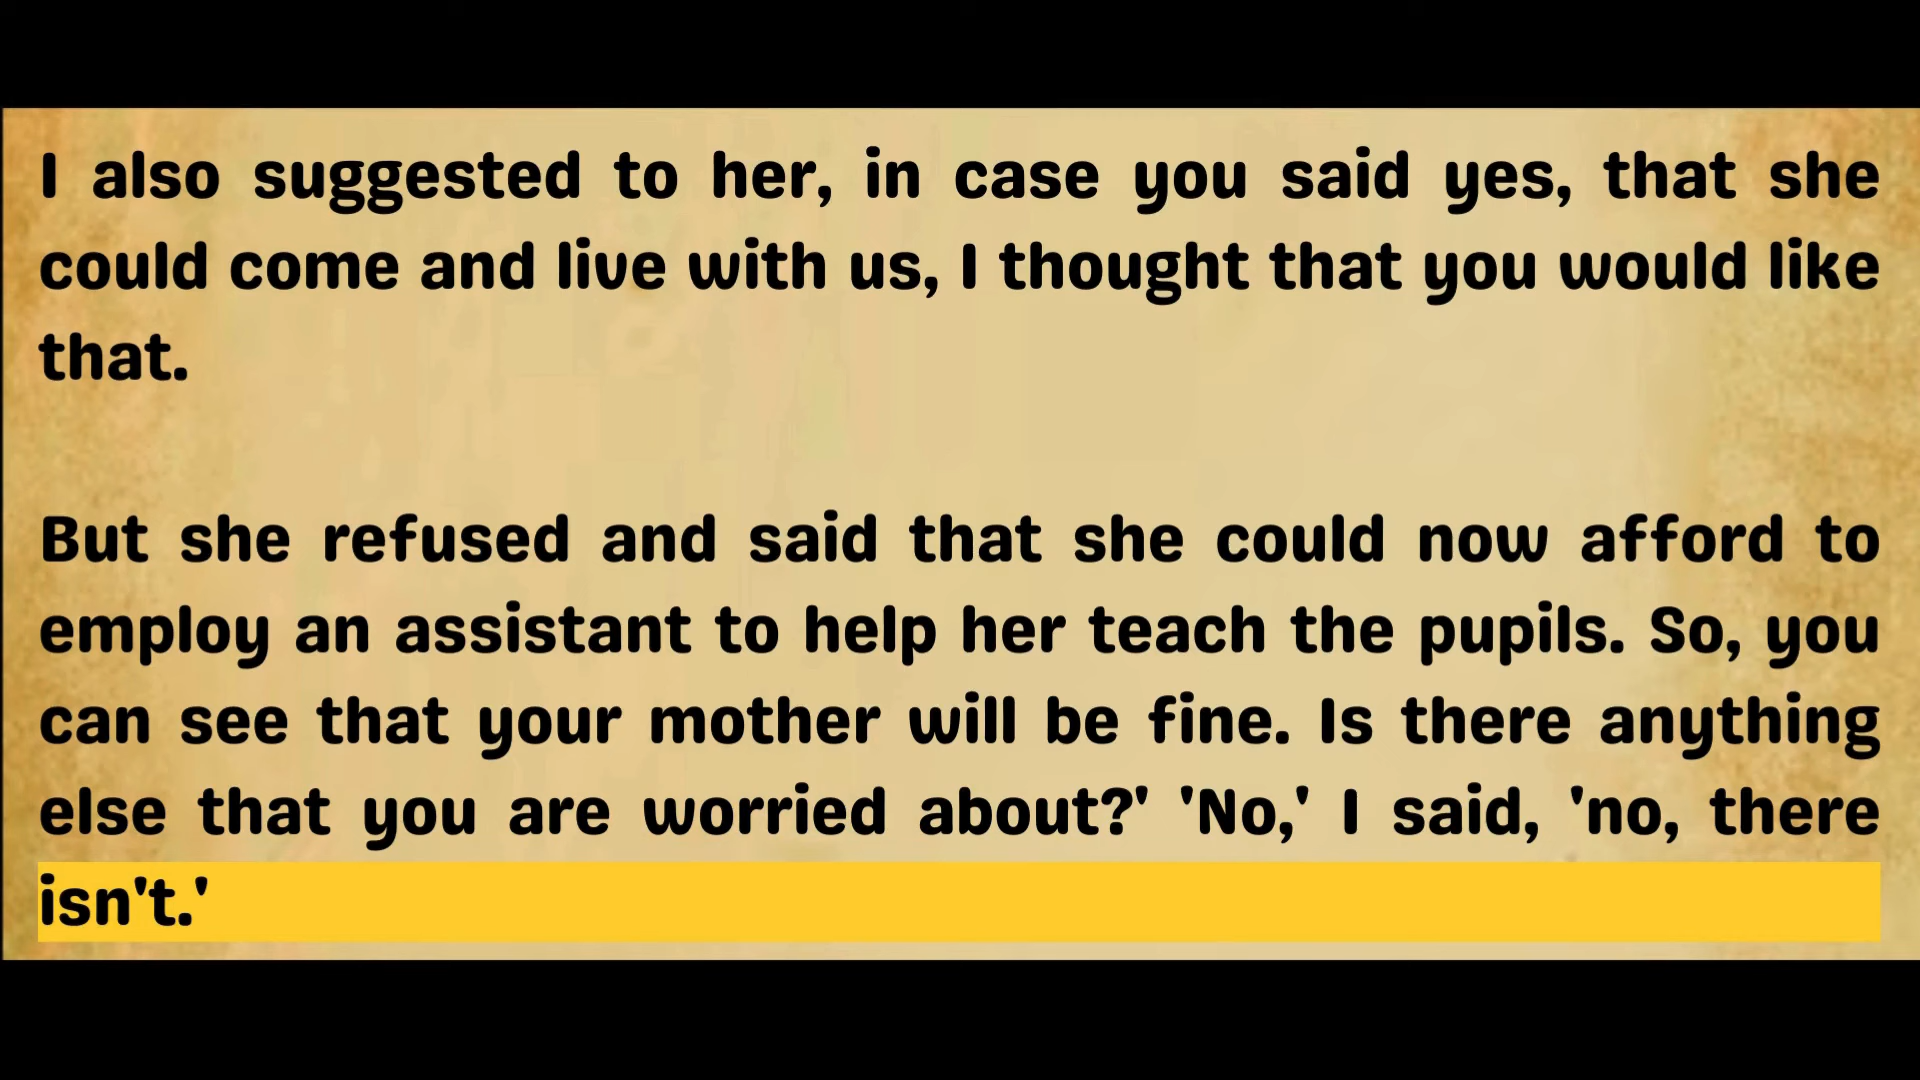 I also suggested to her, in case you said yes, that she
could come and live with us, I thought that you would like
that.
But she refused and said that she could now afford to
employ an assistant to help her teach the pupils. So, you
can see that your mother will be fine. Is there anything
else that you are worried about?' 'No,' I said, 'no, there
isn't.'